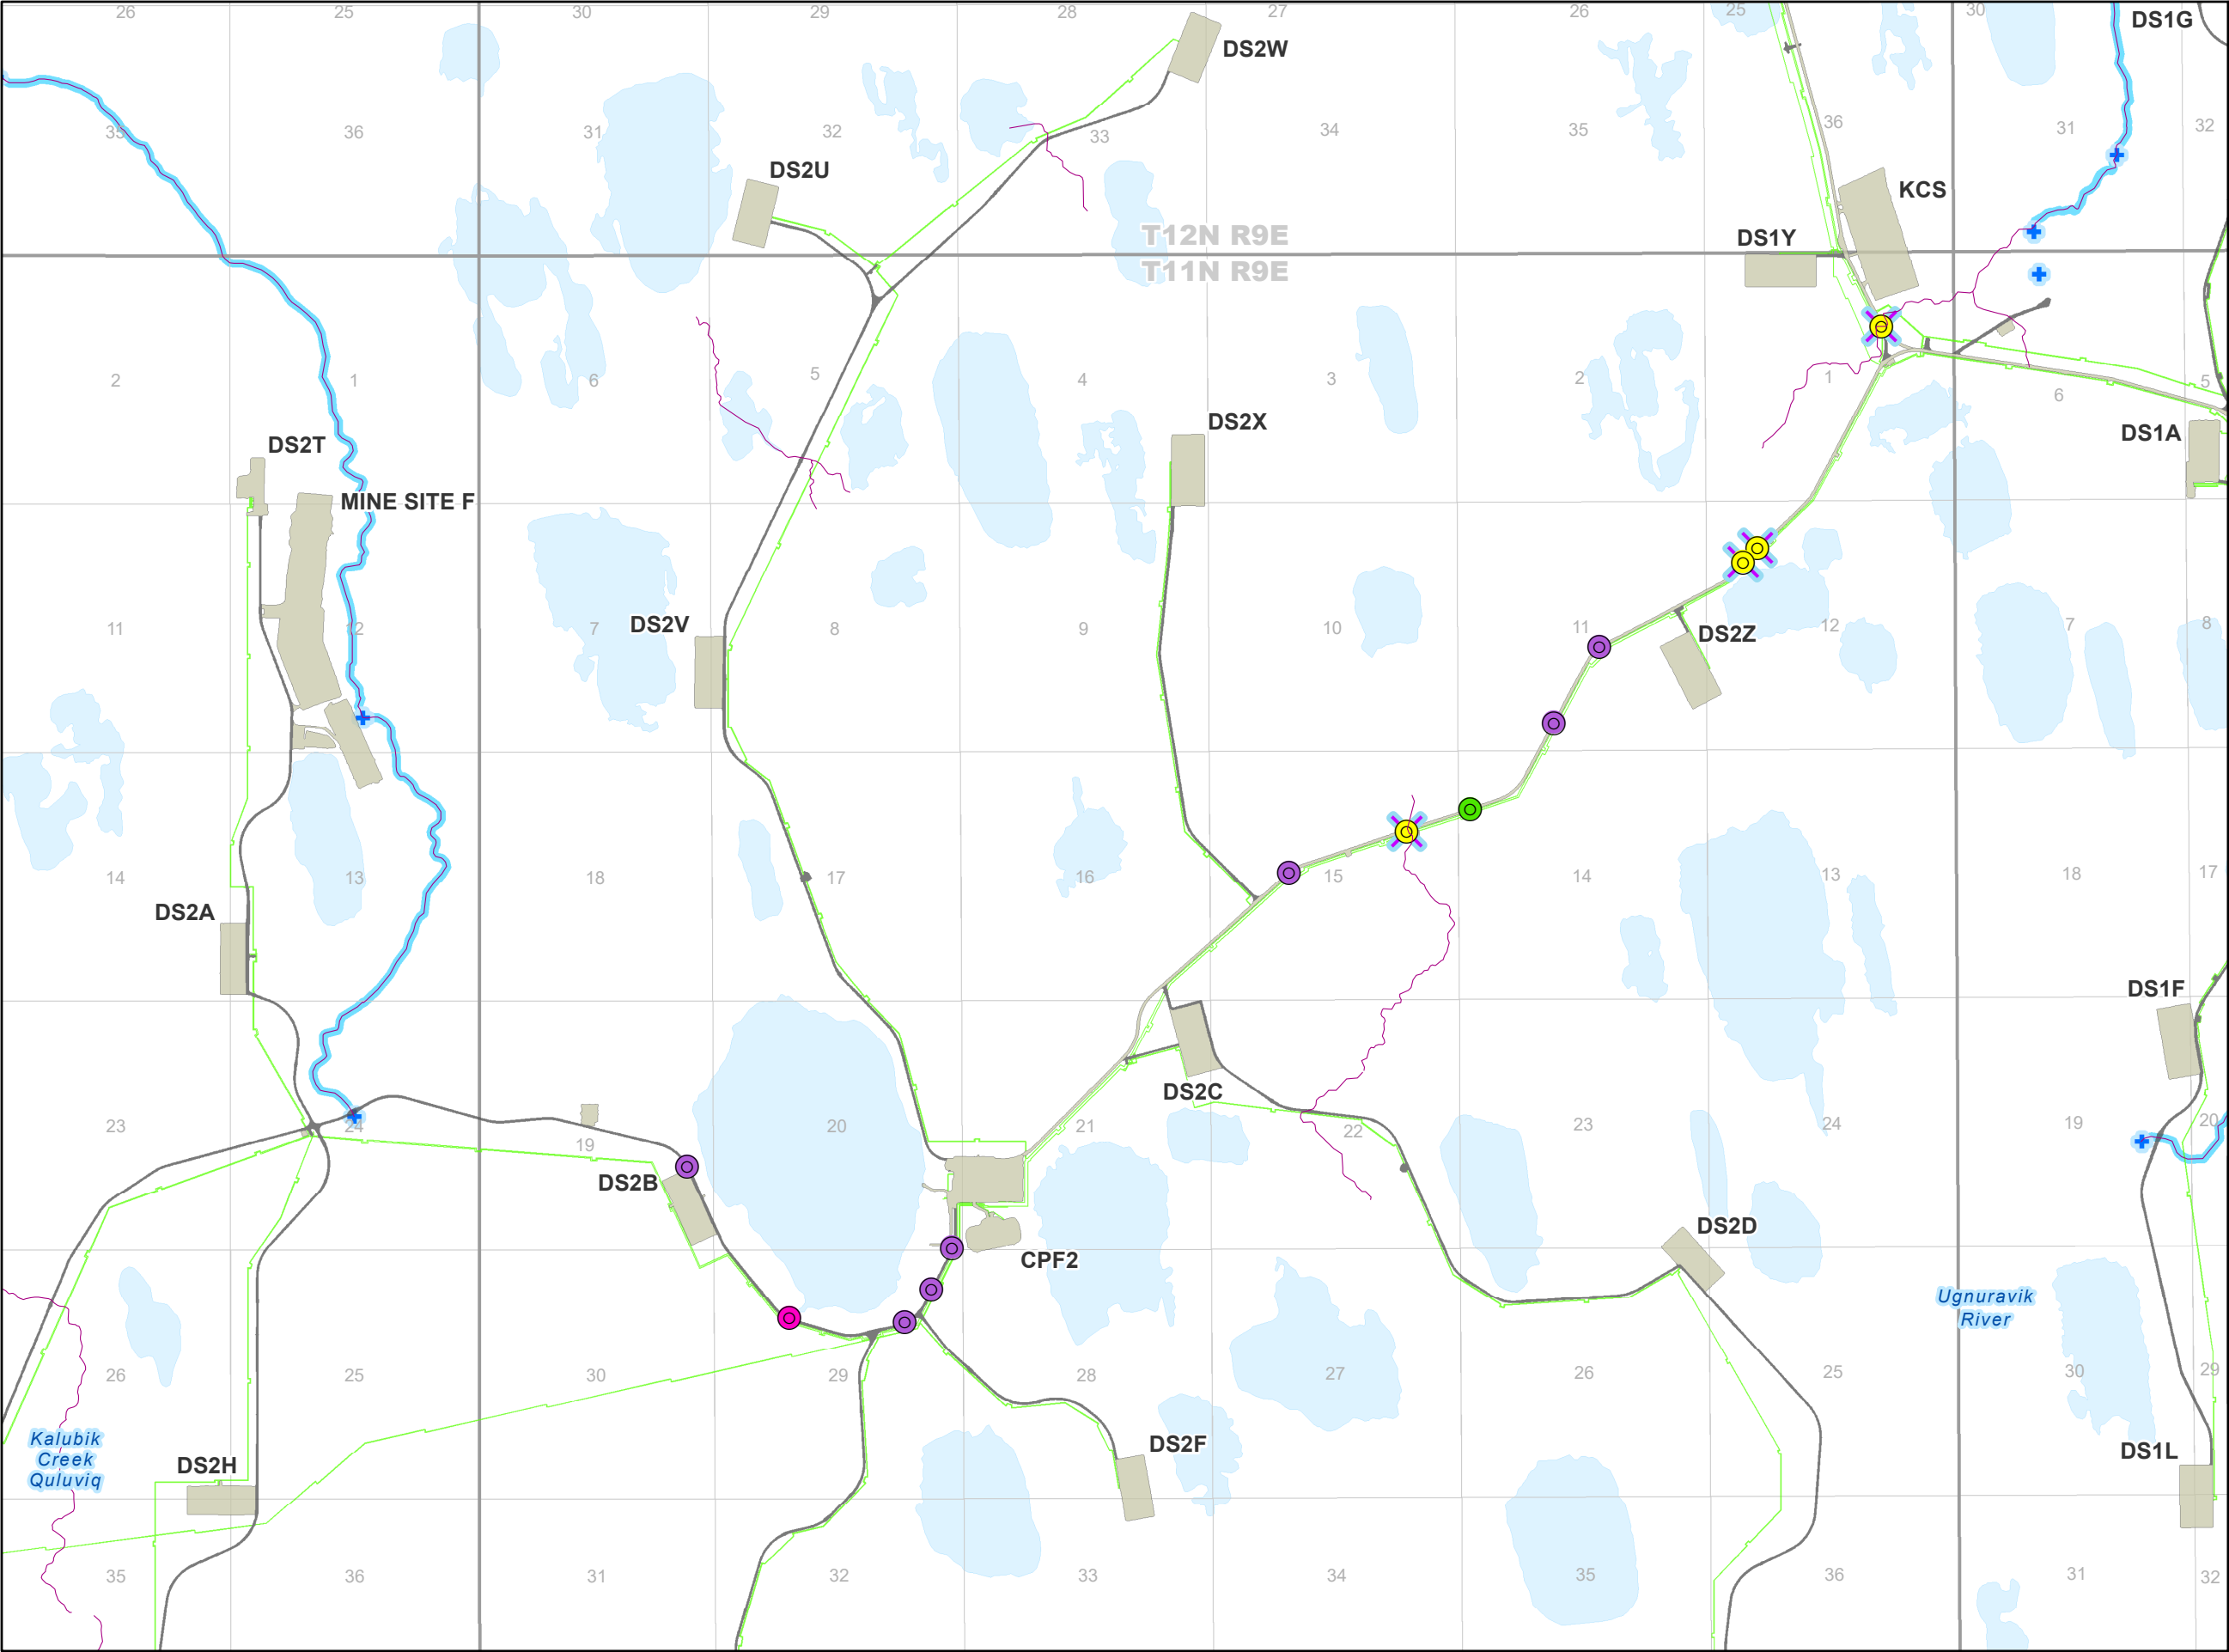 26 25 30 29 28 27 26 25 30 DS1G
DS2W
35 36 31 32 33 34 35 36 31 32
DS2U
KCS
T12N R9E
DS1Y
T11N R9E
2 1 6 5 4 3 2 1 6 5
DS2X
DS1A
DS2T
MINE SITE F
11 12 7 8 9 10 11 12 7 8
DS2V
DS2Z
14 13 18 17 16 15 14 13 18 17
DS2A
DS1F
DS2C
23 24 19 20 21 22 23 24 19 20
DS2B
DS2D
CPF2
Ugnuravik
River
26 25 30 29 28 27 26 25 30 29
Kalubik
Creek
Quluviq
DS2F
DS1L
DS2H
35 36 31 32 33 34 35 36 31 32